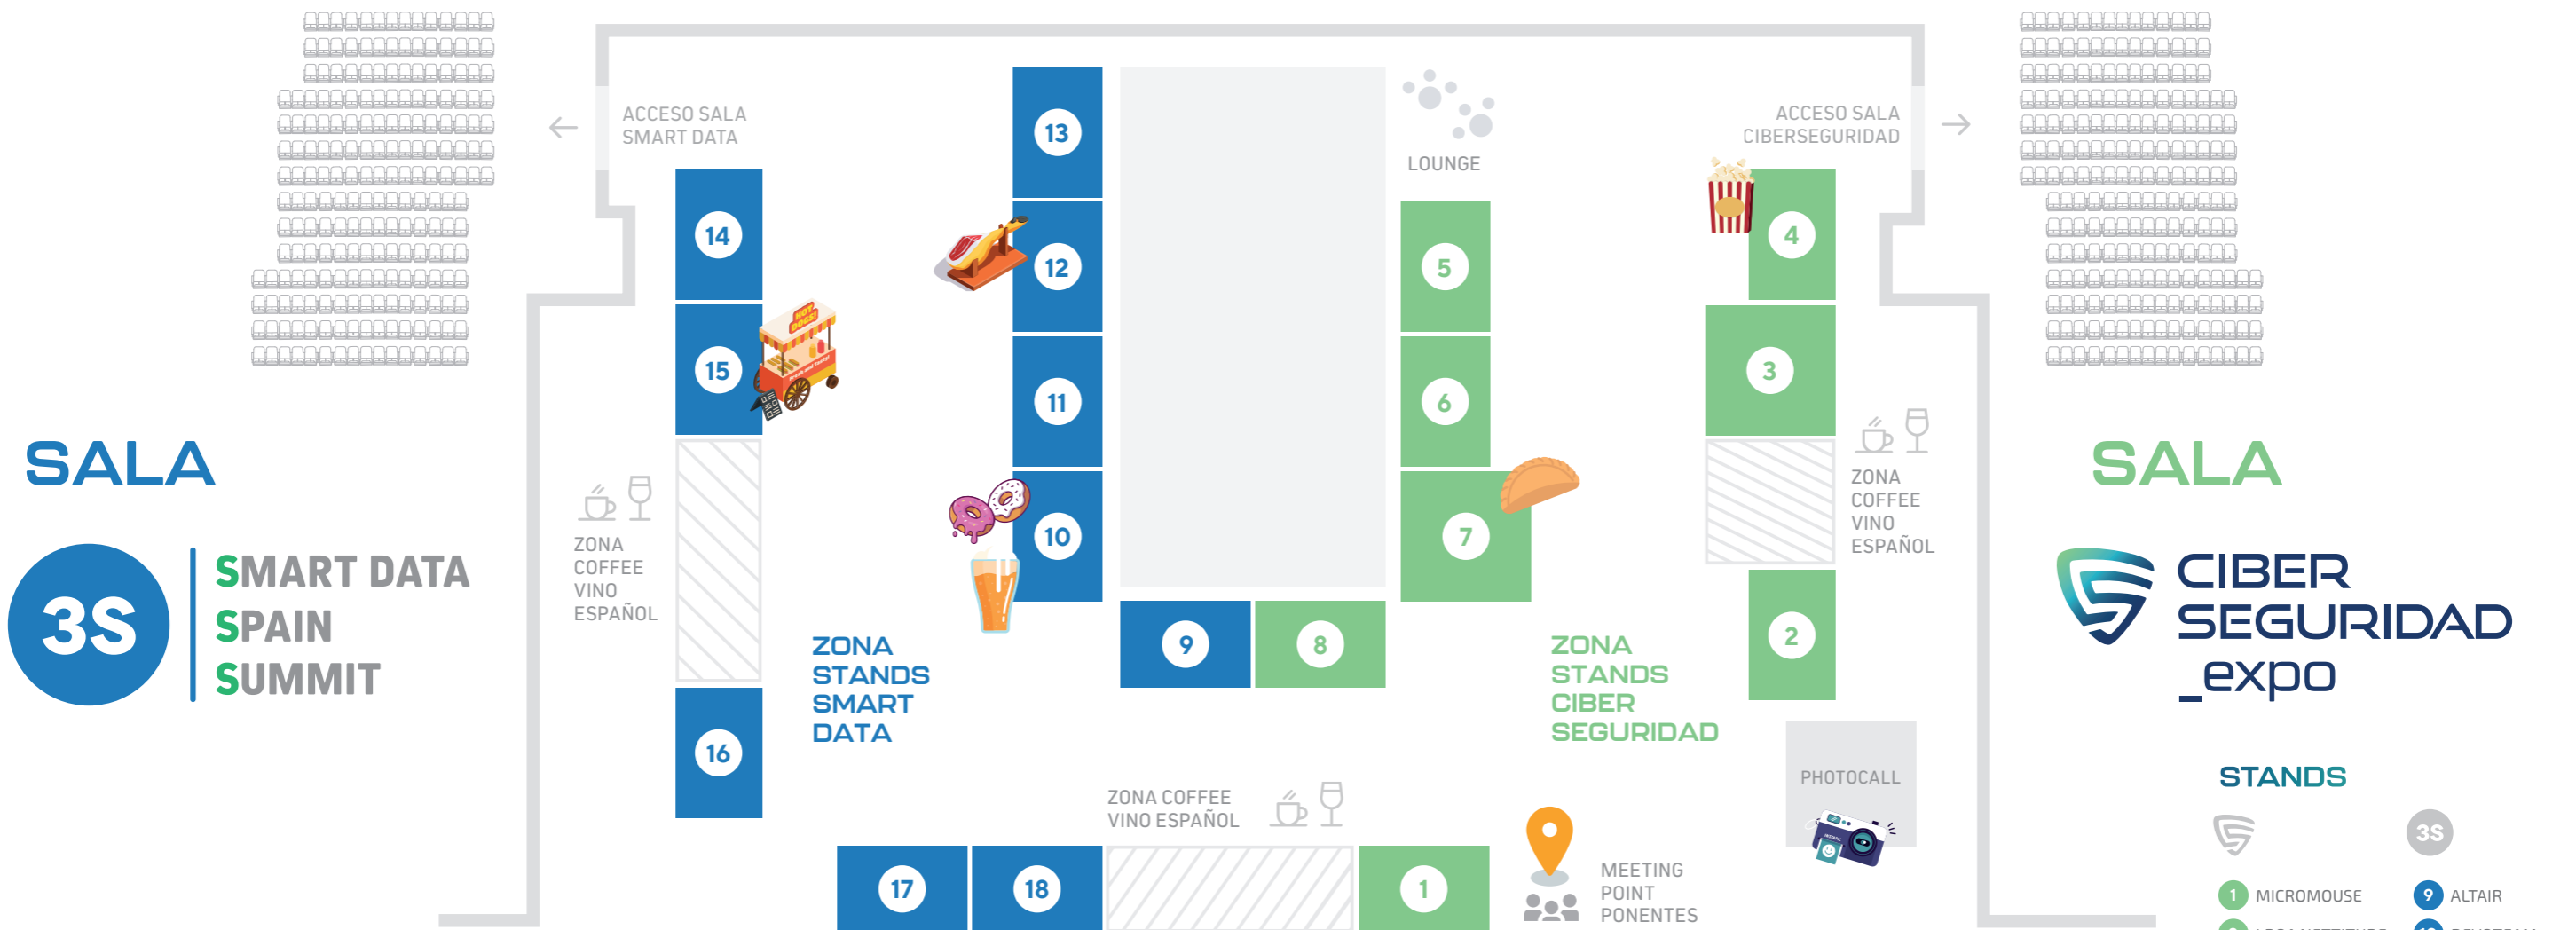 ACCESO SALA
SMART DATA
13
LOUNGE
ACCESO SALA
CIBERSEGURIDAD
14
12
5
4
HOT
DOGS!
15
11
6
3
SALA
10
7
ZONA
COFFEE
VINO
ESPAÑOL
ZONA
COFFEE
VINO
ESPAÑOL
SALA
3S
SMART DATA
SPAIN
SUMMIT
CIBER
SEGURIDAD
_expo
9
8
2
ZONA
STANDS
SMART
DATA
ZONA
STANDS
CIBER
SEGURIDAD
16
PHOTOCALL
ZONA COFFEE
VINO ESPAÑOL
17
18
1
MEETING
POINT
PONENTES
STANDS
3S
1 MICROMOUSE
9 ALTAIR